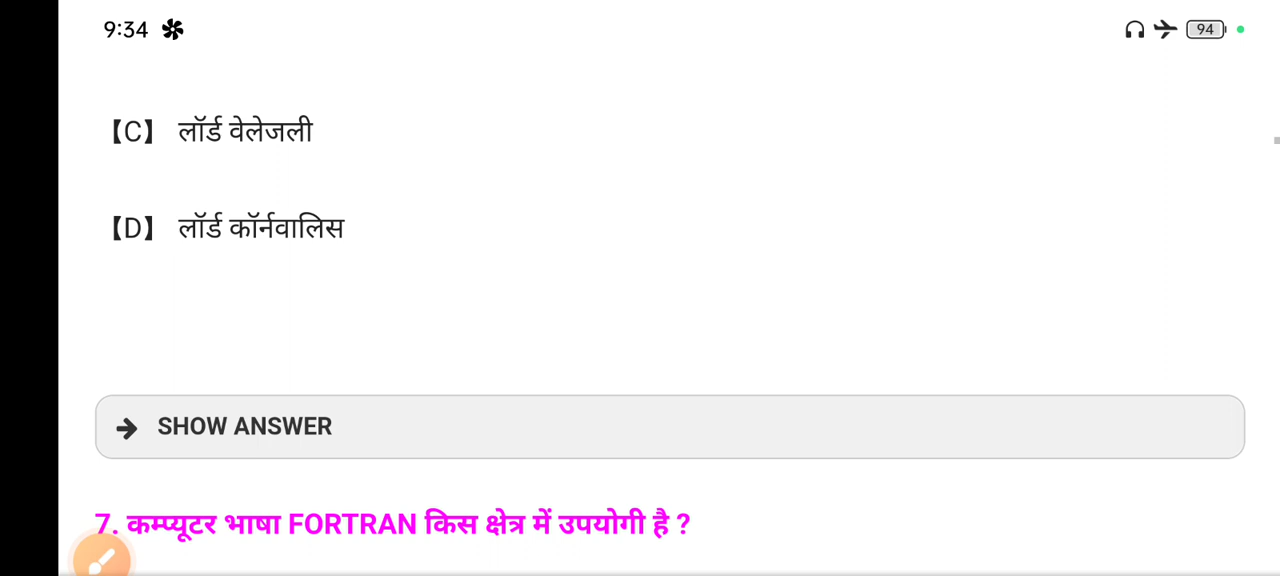 9:34
94
【C】 लॉर्ड वेलेजली
【D】 लॉर्ड कॉर्नवालिस
SHOW ANSWER
7. कम्प्यूटर भाषा FORTRAN किस क्षेत्र में उपयोगी है ?